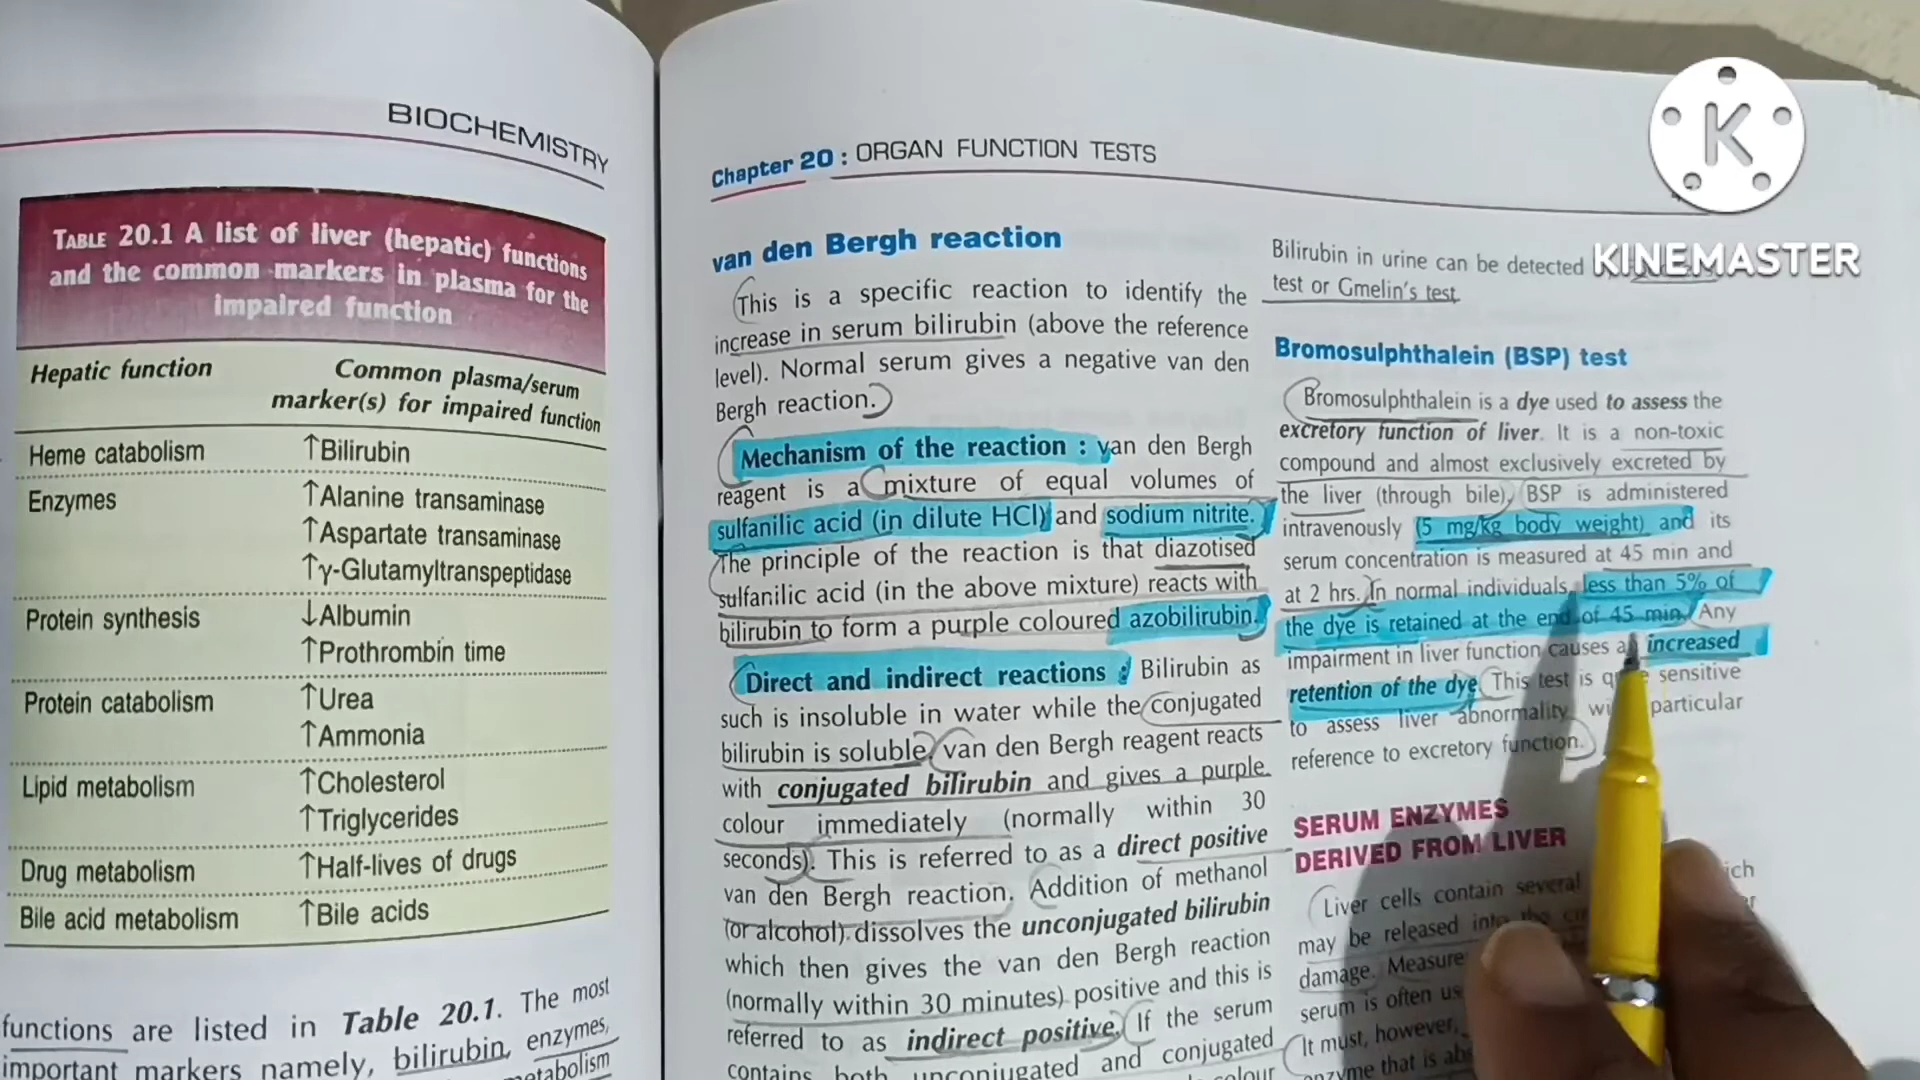 BIOCHEMISTRY
TABLE 20.1 A list of liver (hepatic) functions
and the common markers in plasma for the
impaired function
Hepatic function
Common plasma/serum
marker(s) for impaired function
Heme catabolism ↑Bilirubin
Enzymes ↑Alanine transaminase
↑Aspartate transaminase
↑γ-Glutamyltranspeptidase
Protein synthesis ↓Albumin
↑Prothrombin time
Protein catabolism ↑Urea
↑Ammonia
Lipid metabolism ↑Cholesterol
↑Triglycerides
Drug metabolism ↑Half-lives of drugs
Bile acid metabolism ↑Bile acids
functions are listed in Table 20.1. The most
important markers namely, bilirubin, enzymes,
metabolism
Chapter 20 : ORGAN FUNCTION TESTS
van den Bergh reaction
This is a specific reaction to identify the
increase in serum bilirubin (above the reference
level). Normal serum gives a negative van den
Bergh reaction.
Mechanism of the reaction : van den Bergh
reagent is a mixture of equal volumes of
sulfanilic acid (in dilute HCl) and sodium nitrite.
The principle of the reaction is that diazotised
sulfanilic acid (in the above mixture) reacts with
bilirubin to form a purple coloured azobilirubin.
Direct and indirect reactions : Bilirubin as
such is insoluble in water while the conjugated
bilirubin is soluble. van den Bergh reagent reacts
with conjugated bilirubin and gives a purple
colour immediately (normally within 30
seconds). This is referred to as a direct positive
van den Bergh reaction. Addition of methanol
(or alcohol) dissolves the unconjugated bilirubin
which then gives the van den Bergh reaction
(normally within 30 minutes) positive and this is
referred to as indirect positive. If the serum
contains both unconjugated and conjugated
colour
K
KINEMASTER
Bilirubin in urine can be detected
test or Gmelin's test.
Bromosulphthalein (BSP) test
Bromosulphthalein is a dye used to assess the
excretory function of liver. It is a non-toxic
compound and almost exclusively excreted by
the liver (through bile). BSP is administered
intravenously (5 mg/kg body weight) and its
serum concentration is measured at 45 min and
at 2 hrs. In normal individuals, less than 5% of
the dye is retained at the end of 45 min. Any
impairment in liver function causes an increased
retention of the dye. This test is sensitive
to assess liver abnormality particular
reference to excretory function.
SERUM ENZYMES
DERIVED FROM LIVER
Liver cells contain several
may be released into the
damage. Measure
serum is often
It must, however,
enzyme that is